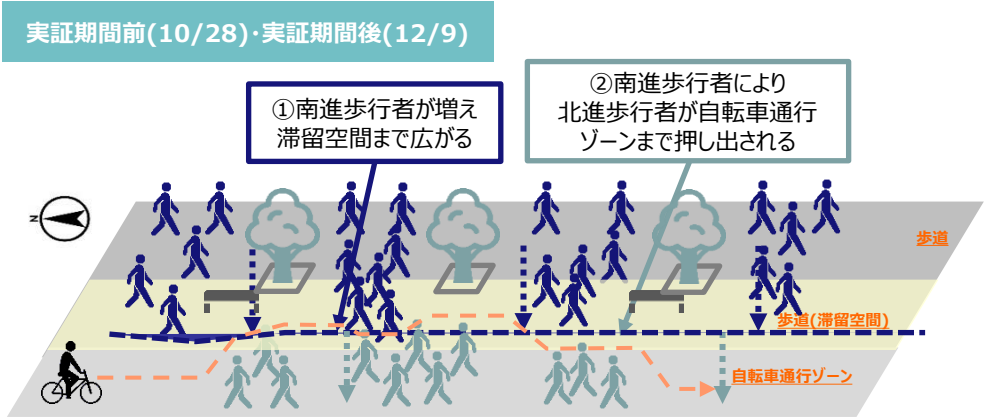 実証期間前(10/28)・実証期間後(12/9)
①南進歩行者が増え
滞留空間まで広がる
②南進歩行者により
北進歩行者が自転車通行
ゾーンまで押し出される
N
歩道
歩道(滞留空間)
自転車通行ゾーン